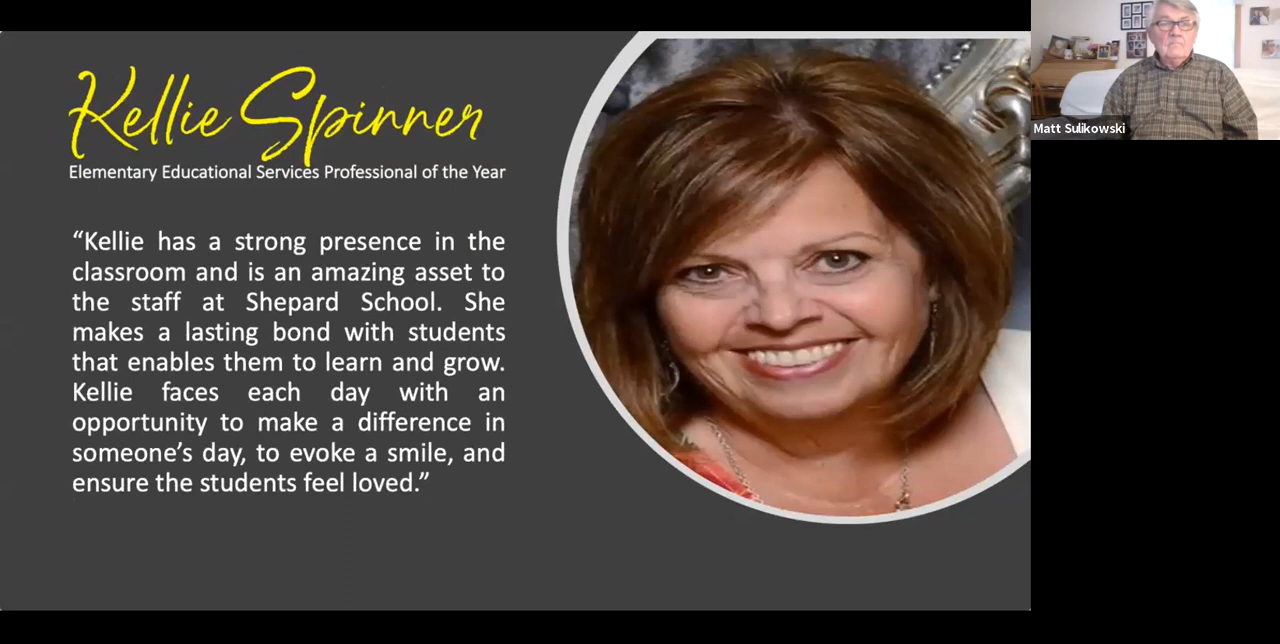 Kellie Spinner
Elementary Educational Services Professional of the Year
“Kellie has a strong presence in the
classroom and is an amazing asset to
the staff at Shepard School. She
makes a lasting bond with students
that enables them to learn and grow.
Kellie faces each day with an
opportunity to make a difference in
someone’s day, to evoke a smile, and
ensure the students feel loved.”
Matt Sulikowski